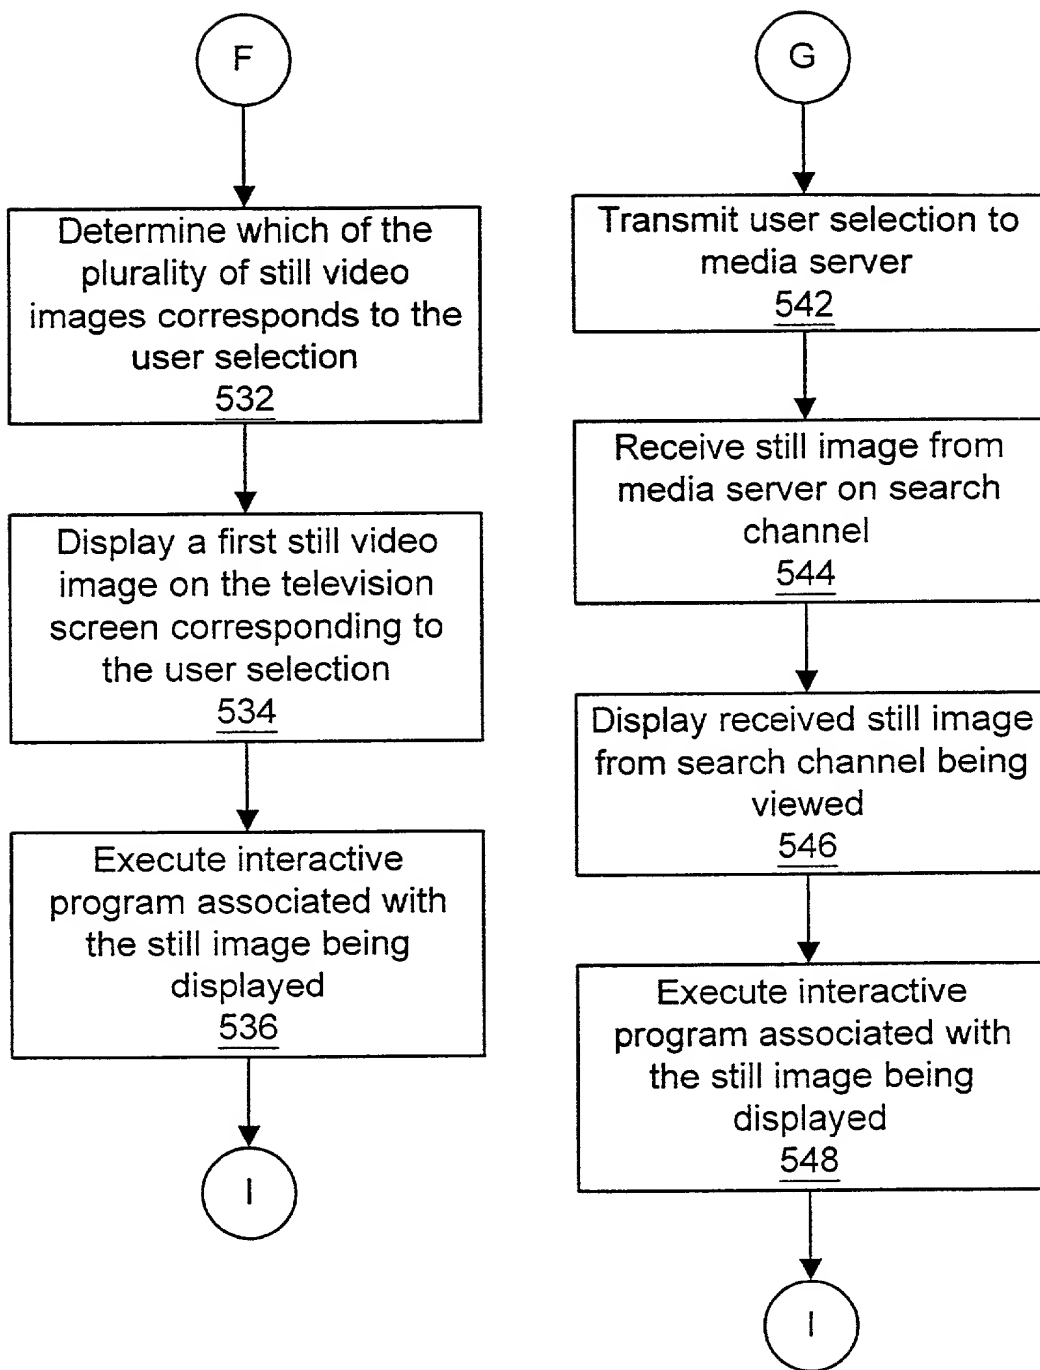 F
Determine which of the
plurality of still video
images corresponds to the
user selection
532
Display a first still video
image on the television
screen corresponding to
the user selection
534
Execute interactive
program associated with
the still image being
displayed
536
I
G
Transmit user selection to
media server
542
Receive still image from
media server on search
channel
544
Display received still image
from search channel being
viewed
546
Execute interactive
program associated with
the still image being
displayed
548
I